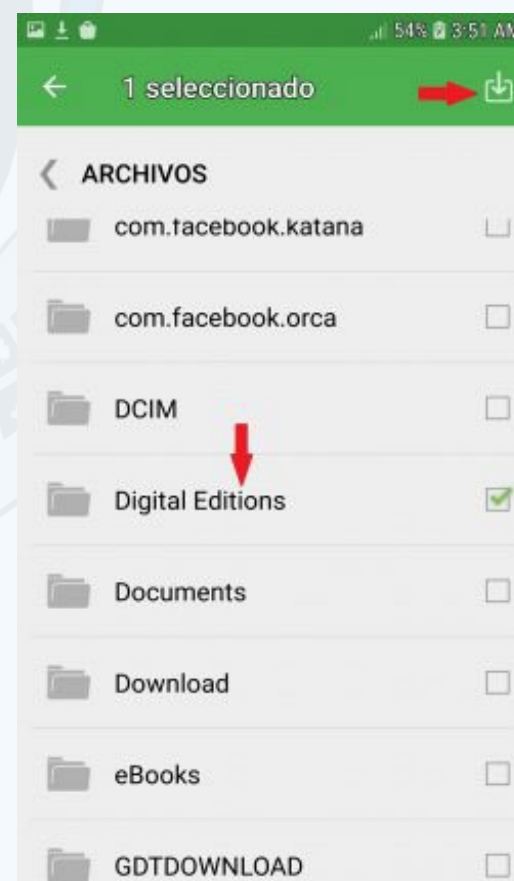 54% 3:51 AM
1 seleccionado
ARCHIVOS
com.facebook.katana
com.facebook.orca
DCIM
Digital Editions
Documents
Download
eBooks
GDTDOWNLOAD